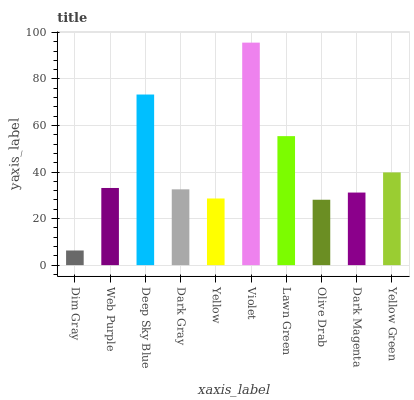 title
100
80
60
40
20
0
yaxis_label
Dim Gray
Web Purple
Deep Sky Blue
Dark Gray
Yellow
Violet
Lawn Green
Olive Drab
Dark Magenta
Yellow Green
xaxis_label